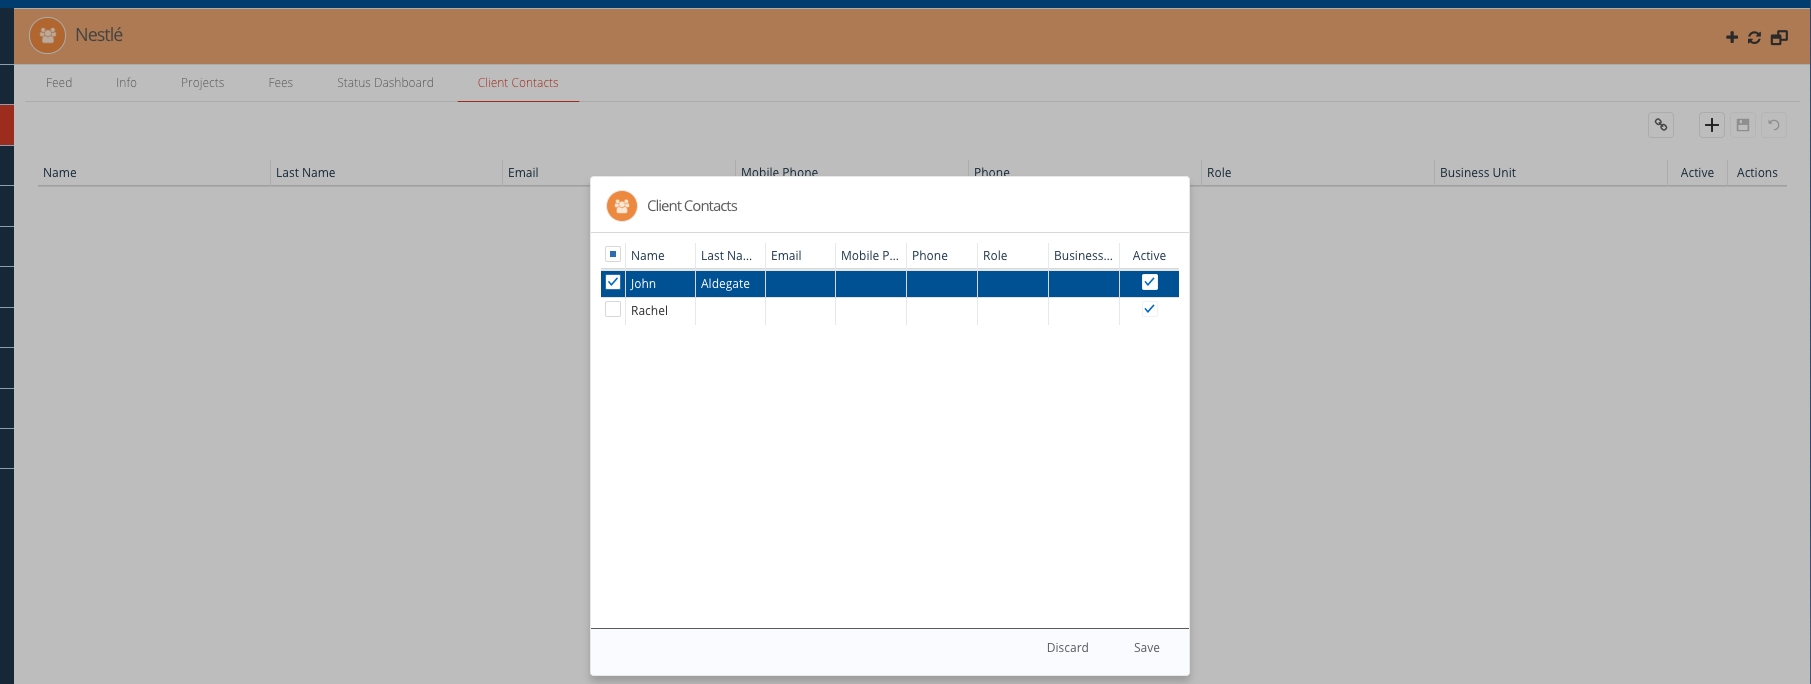 Nestlé
Feed Info Projects Fees Status Dashboard Client Contacts
Name Last Name Email Mobile Phone Phone Role Business Unit Active Actions
Client Contacts
Name Last Na... Email Mobile P... Phone Role Business... Active
John Aldegate
Rachel
Discard Save